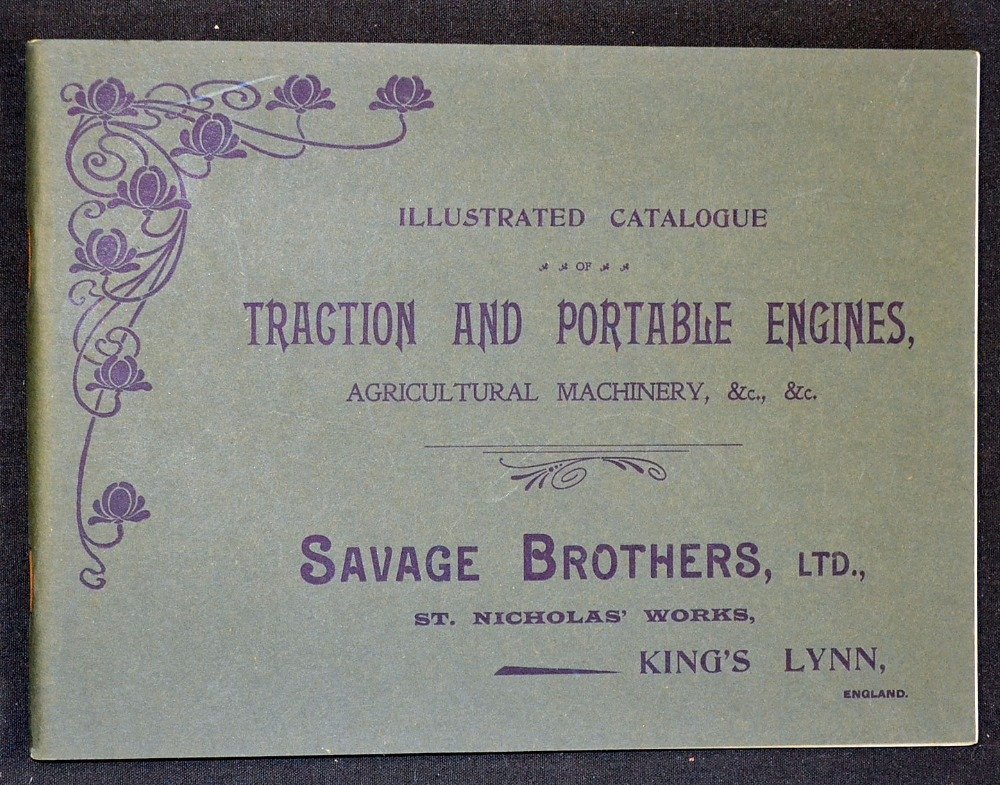 ILLUSTRATED CATALOGUE
OF
TRACTION AND PORTABLE ENGINES,
AGRICULTURAL MACHINERY, &c., &c.
SAVAGE BROTHERS, LTD.,
ST. NICHOLAS' WORKS,
KING'S LYNN,
ENGLAND.